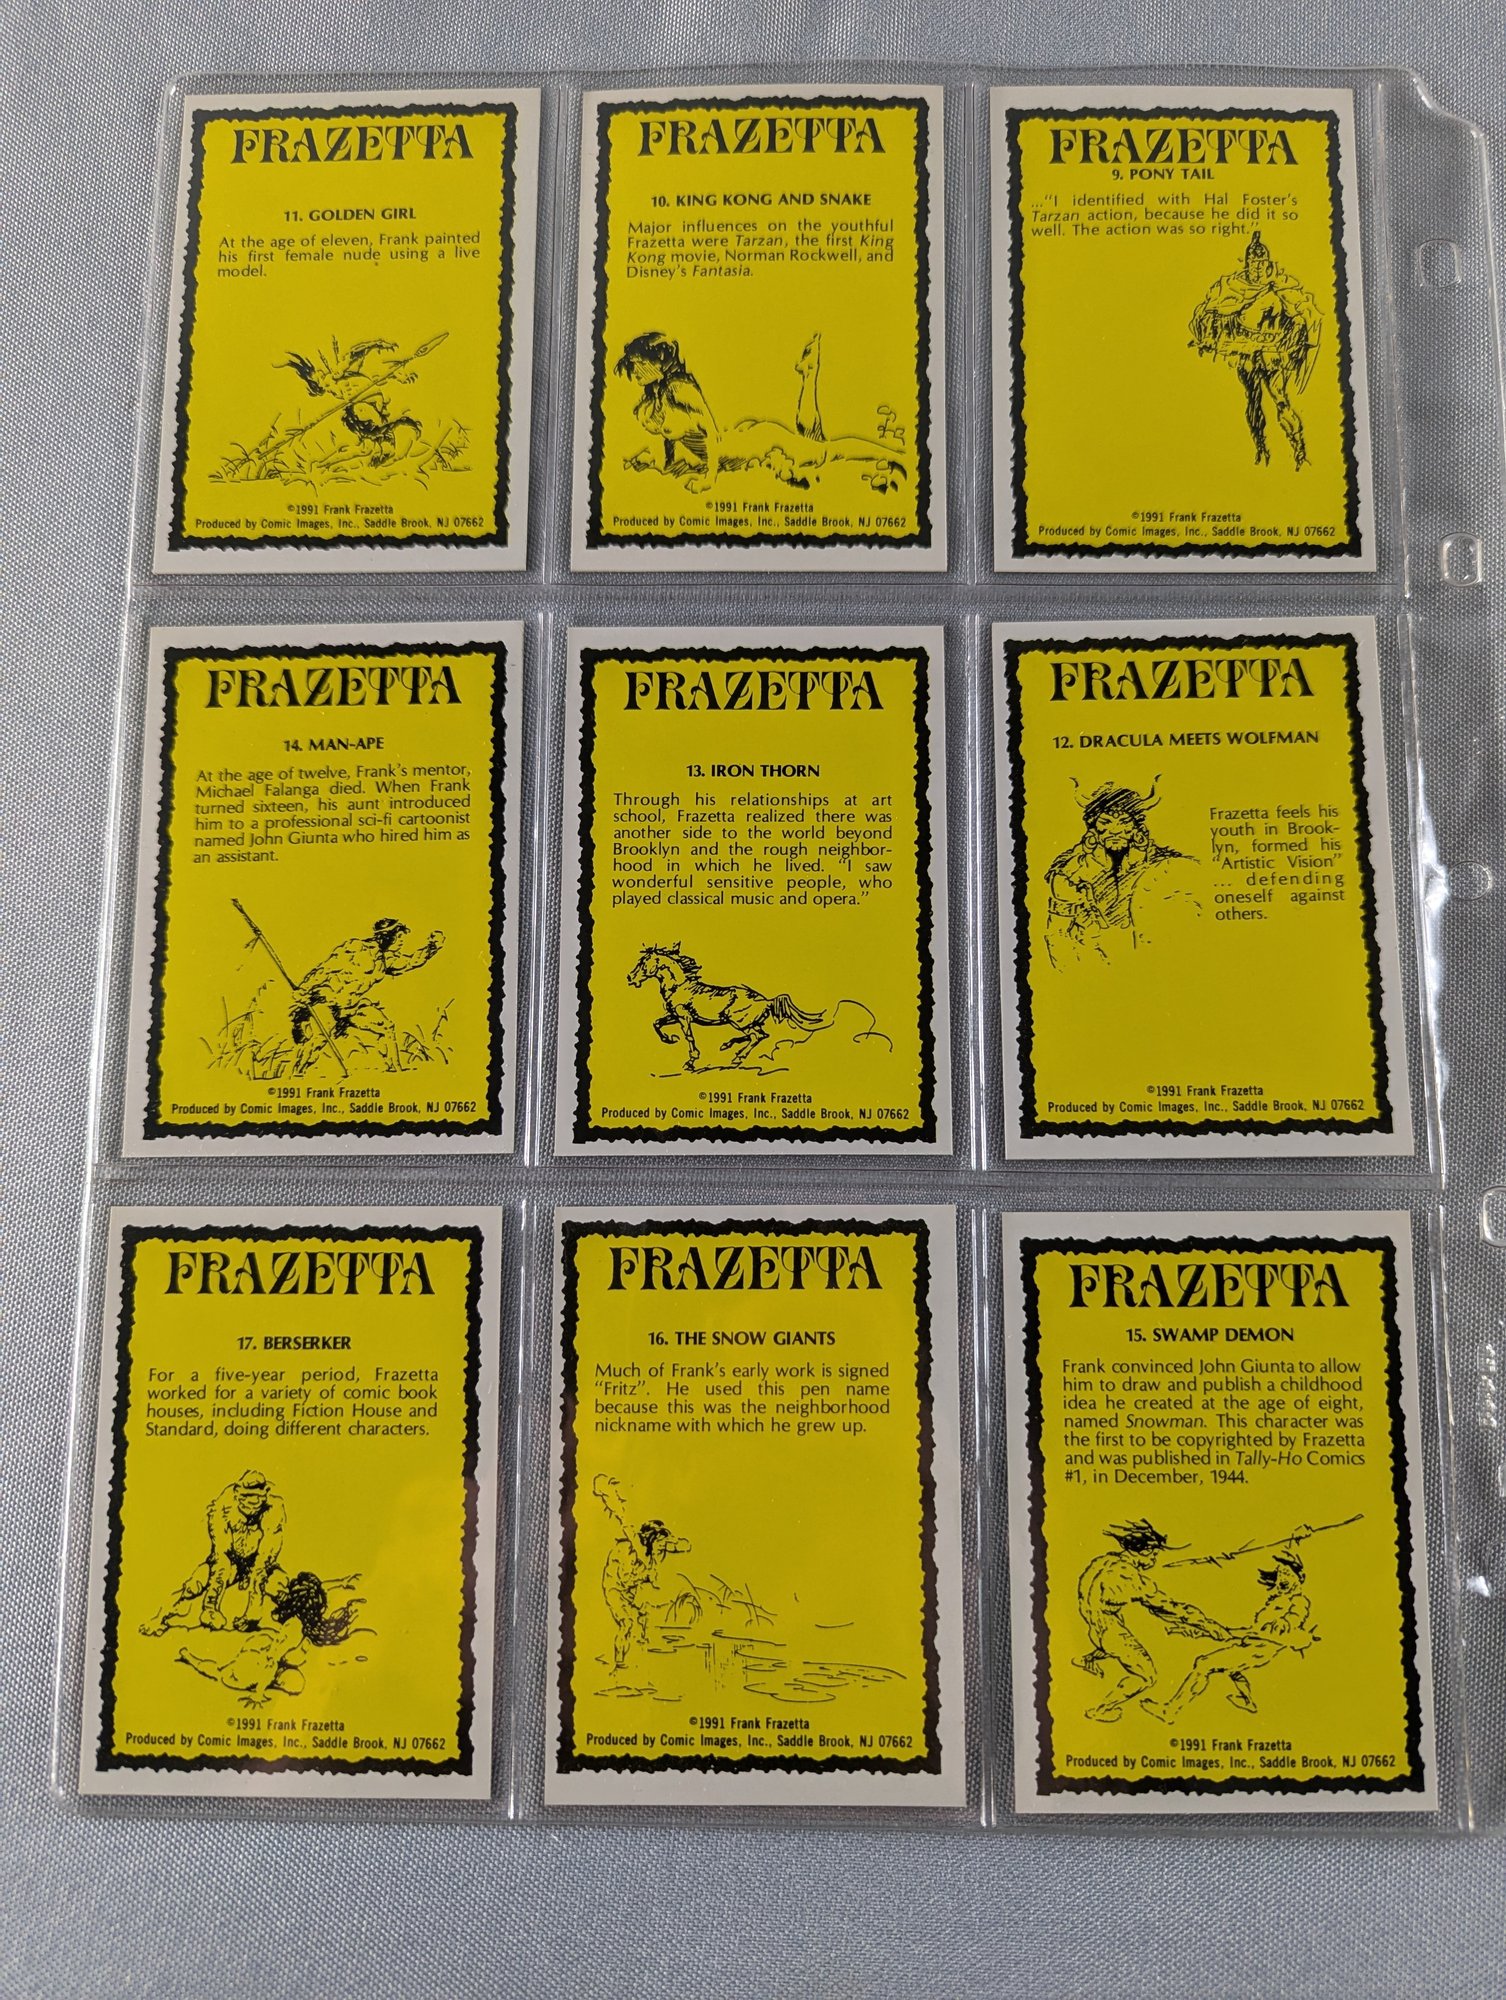 FRAZETTA
11. GOLDEN GIRL
At the age of eleven, Frank painted
his first female nude using a live
model.
©1991 Frank Frazetta
Produced by Comic Images, Inc., Saddle Brook, NJ 07662
FRAZETTA
10. KING KONG AND SNAKE
Major influences on the youthful
Frazetta were Tarzan, the first King
Kong movie, Norman Rockwell, and
Disney's Fantasia.
©1991 Frank Frazetta
Produced by Comic Images, Inc., Saddle Brook, NJ 07662
FRAZETTA
9. PONY TAIL
..."I identified with Hal Foster's
Tarzan action, because he did it so
well. The action was so right."
©1991 Frank Frazetta
Produced by Comic Images, Inc., Saddle Brook, NJ 07662
FRAZETTA
14. MAN-APE
At the age of twelve, Frank's mentor,
Michael Falanga died. When Frank
turned sixteen, his aunt introduced
him to a professional sci-fi cartoonist
named John Giunta who hired him as
an assistant.
©1991 Frank Frazetta
Produced by Comic Images, Inc., Saddle Brook, NJ 07662
FRAZETTA
13. IRON THORN
Through his relationships at art
school, Frazetta realized there was
another side to the world beyond
Brooklyn and the rough neighbor-
hood in which he lived. "I saw
wonderful sensitive people, who
played classical music and opera."
©1991 Frank Frazetta
Produced by Comic Images, Inc., Saddle Brook, NJ 07662
FRAZETTA
12. DRACULA MEETS WOLFMAN
Frazetta feels his
youth in Brook-
lyn, formed his
"Artistic Vision"
... defending
oneself against
others.
©1991 Frank Frazetta
Produced by Comic Images, Inc., Saddle Brook, NJ 07662
FRAZETTA
17. BERSERKER
For a five-year period, Frazetta
worked for a variety of comic book
houses, including Fiction House and
Standard, doing different characters.
©1991 Frank Frazetta
Produced by Comic Images, Inc., Saddle Brook, NJ 07662
FRAZETTA
16. THE SNOW GIANTS
Much of Frank's early work is signed
"Fritz". He used this pen name
because this was the neighborhood
nickname with which he grew up.
©1991 Frank Frazetta
Produced by Comic Images, Inc., Saddle Brook, NJ 07662
FRAZETTA
15. SWAMP DEMON
Frank convinced John Giunta to allow
him to draw and publish a childhood
idea he created at the age of eight,
named Snowman. This character was
the first to be copyrighted by Frazetta
and was published in Tally-Ho Comics
#1, in December, 1944.
©1991 Frank Frazetta
Produced by Comic Images, Inc., Saddle Brook, NJ 07662